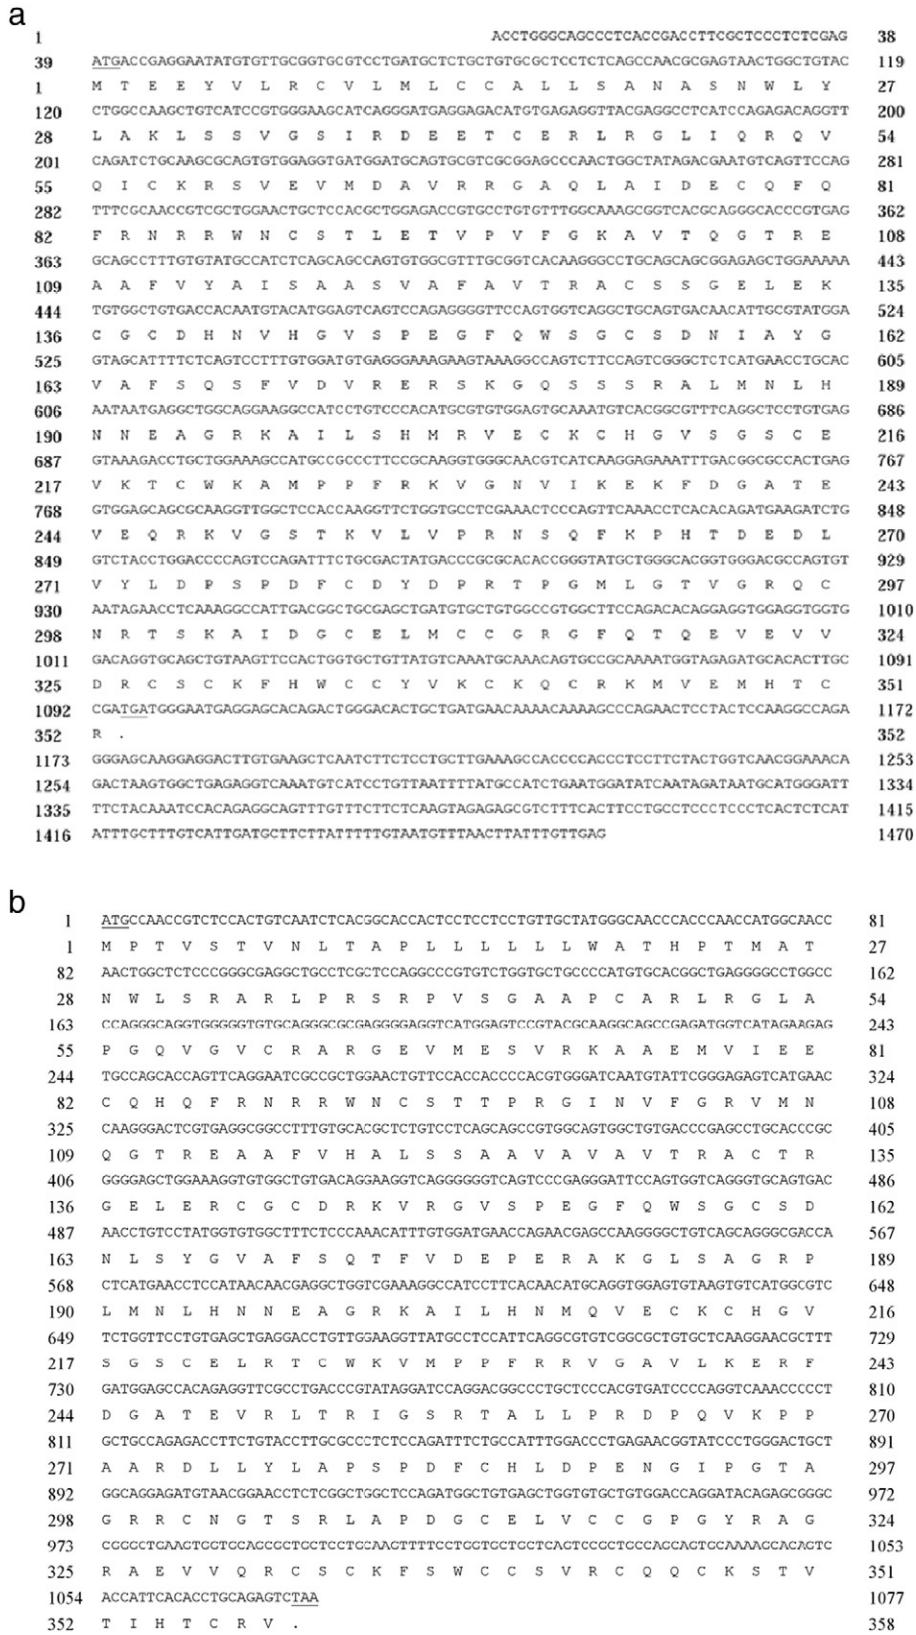 a
1 ACCTGGGCAGCCCTCACCGACCTTCGCTCCCTCTCGAG 38
39 ATGACCGAGGAATATGTGTTGCGGTGCGTCCTGATGCTCTGCTGTGCGCTCCTCTCAGCCAACGCGAGTAACTGGCTGTAC 119
1 M T E E Y V L R C V L M L C C A L L S A N A S N W L Y 27
120 CTGGCCAAGCTGTCATCCGTGGGAAGCATCAGGGATGAGGAGACATGTGAGAGGTTACGAGGCCTCATCCAGAGACAGGTT 200
28 L A K L S S V G S I R D E E T C E R L R G L I Q R Q V 54
201 CAGATCTGCAAGCGCAGTGTGGAGGTGATGGATGCAGTGCGTCGCGGAGCCCAACTGGCTATAGACGAATGTCAGTTCCAG 281
55 Q I C K R S V E V M D A V R R G A Q L A I D E C Q F Q 81
282 TTTCGCAACCGTCGCTGGAACTGCTCCACGCTGGAGACCGTGCCTGTGTTTGGCAAAGCGGTCACGCAGGGCACCCGTGAG 362
82 F R N R R W N C S T L E T V P V F G K A V T Q G T R E 108
363 GCAGCCTTTGTGTATGCCATCTCAGCAGCCAGTGTGGCGTTTGCGGTCACAAGGGCCTGCAGCAGCGGAGAGCTGGAAAAA 443
109 A A F V Y A I S A A S V A F A V T R A C S S G E L E K 135
444 TGTGGCTGTGACCACAATGTACATGGAGTCAGTCCAGAGGGGTTCCAGTGGTCAGGCTGCAGTGACAACATTGCGTATGGA 524
136 C G C D H N V H G V S P E G F Q W S G C S D N I A Y G 162
525 GTAGCATTTTCTCAGTCCTTTGTGGATGTGAGGGAAAGAAGTAAAGGCCAGTCTTCCAGTCGGGCTCTCATGAACCTGCAC 605
163 V A F S Q S F V D V R E R S K G Q S S S R A L M N L H 189
606 AATAATGAGGCTGGCAGGAAGGCCATCCTGTCCCACATGCGTGTGGAGTGCAAATGTCACGGCGTTTCAGGCTCCTGTGAG 686
190 N N E A G R K A I L S H M R V E C K C H G V S G S C E 216
687 GTAAAGACCTGCTGGAAAGCCATGCCGCCCTTCCGCAAGGTGGGCAACGTCATCAAGGAGAAATTTGACGGCGCCACTGAG 767
217 V K T C W K A M P P F R K V G N V I K E K F D G A T E 243
768 GTGGAGCAGCGCAAGGTTGGCTCCACCAAGGTTCTGGTGCCTCGAAACTCCCAGTTCAAACCTCACACAGATGAAGATCTG 848
244 V E Q R K V G S T K V L V P R N S Q F K P H T D E D L 270
849 GTCTACCTGGACCCCAGTCCAGATTTCTGCGACTATGACCCGCGCACACCGGGTATGCTGGGCACGGTGGGACGCCAGTGT 929
271 V Y L D P S P D F C D Y D P R T P G M L G T V G R Q C 297
930 AATAGAACCTCAAAGGCCATTGACGGCTGCGAGCTGATGTGCTGTGGCCGTGGCTTCCAGACACAGGAGGTGGAGGTGGTG 1010
298 N R T S K A I D G C E L M C C G R G F Q T Q E V E V V 324
1011 GACAGGTGCAGCTGTAAGTTCCACTGGTGCTGTTATGTCAAATGCAAACAGTGCCGCAAAATGGTAGAGATGCACACTTGC 1091
325 D R C S C K F H W C C Y V K C K Q C R K M V E M H T C 351
1092 CGATGATGGGAATGAGGAGCACAGACTGGGACACTGCTGATGAACAAAACAAAAGCCCAGAACTCCTACTCCAAGGCCAGA 1172
352 R . 352
1173 GGGAGCAAGGAGGACTTGTGAAGCTCAATCTTCTCCTGCTTGAAAGCCACCCCACCCTCCTTCTACTGGTCAACGGAAACA 1253
1254 GACTAAGTGGCTGAGAGGTCAAATGTCATCCTGTTAATTTTATGCCATCTGAATGGATATCAATAGATAATGCATGGGATT 1334
1335 TTCTACAAATCCACAGAGGCAGTTTGTTTCTTCTCAAGTAGAGAGCGTCTTTCACTTCCTGCCTCCCTCCCTCACTCTCAT 1415
1416 ATTTGCTTTGTCATTGATGCTTCTTATTTTTGTAATGTTTAACTTATTTGTTGAG 1470
b
1 ATGCCAACCGTCTCCACTGTCAATCTCACGGCACCACTCCTCCTCCTGTTGCTATGGGCAACCCACCCAACCATGGCAACC 81
1 M P T V S T V N L T A P L L L L L L W A T H P T M A T 27
82 AACTGGCTCTCCCGGGCGAGGCTGCCTCGCTCCAGGCCCGTGTCTGGTGCTGCCCCATGTGCACGGCTGAGGGGCCTGGCC 162
28 N W L S R A R L P R S R P V S G A A P C A R L R G L A 54
163 CCAGGGCAGGTGGGGGTGTGCAGGGCGCGAGGGGAGGTCATGGAGTCCGTACGCAAGGCAGCCGAGATGGTCATAGAAGAG 243
55 P G Q V G V C R A R G E V M E S V R K A A E M V I E E 81
244 TGCCAGCACCAGTTCAGGAATCGCCGCTGGAACTGTTCCACCACCCCACGTGGGATCAATGTATTCGGGAGAGTCATGAAC 324
82 C Q H Q F R N R R W N C S T T P R G I N V F G R V M N 108
325 CAAGGGACTCGTGAGGCGGCCTTTGTGCACGCTCTGTCCTCAGCAGCCGTGGCAGTGGCTGTGACCCGAGCCTGCACCCGC 405
109 Q G T R E A A F V H A L S S A A V A V A V T R A C T R 135
406 GGGGAGCTGGAAAGGTGTGGCTGTGACAGGAAGGTCAGGGGGGTCAGTCCCGAGGGATTCCAGTGGTCAGGGTGCAGTGAC 486
136 G E L E R C G C D R K V R G V S P E G F Q W S G C S D 162
487 AACCTGTCCTATGGTGTGGCTTTCTCCCAAACATTTGTGGATGAACCAGAACGAGCCAAGGGGCTGTCAGCAGGGCGACCA 567
163 N L S Y G V A F S Q T F V D E P E R A K G L S A G R P 189
568 CTCATGAACCTCCATAACAACGAGGCTGGTCGAAAGGCCATCCTTCACAACATGCAGGTGGAGTGTAAGTGTCATGGCGTC 648
190 L M N L H N N E A G R K A I L H N M Q V E C K C H G V 216
649 TCTGGTTCCTGTGAGCTGAGGACCTGTTGGAAGGTTATGCCTCCATTCAGGCGTGTCGGCGCTGTGCTCAAGGAACGCTTT 729
217 S G S C E L R T C W K V M P P F R R V G A V L K E R F 243
730 GATGGAGCCACAGAGGTTCGCCTGACCCGTATAGGATCCAGGACGGCCCTGCTCCCACGTGATCCCCAGGTCAAACCCCCT 810
244 D G A T E V R L T R I G S R T A L L P R D P Q V K P P 270
811 GCTGCCAGAGACCTTCTGTACCTTGCGCCCTCTCCAGATTTCTGCCATTTGGACCCTGAGAACGGTATCCCTGGGACTGCT 891
271 A A R D L L Y L A P S P D F C H L D P E N G I P G T A 297
892 GGCAGGAGATGTAACGGAACCTCTCGGCTGGCTCCAGATGGCTGTGAGCTGGTGTGCTGTGGACCAGGATACAGAGCGGGC 972
298 G R R C N G T S R L A P D G C E L V C C G P G Y R A G 324
973 CGGGCTGAAGTGGTGCAGCGCTGCTCCTGCAAGTTTTCCTGGTGCTGCTCAGTCCGCTGCCAGCAGTGCAAAAGCACAGTC 1053
325 R A E V V Q R C S C K F S W C C S V R C Q Q C K S T V 351
1054 ACCATTCACACCTGCAGAGTCTAA 1077
352 T I H T C R V . 358